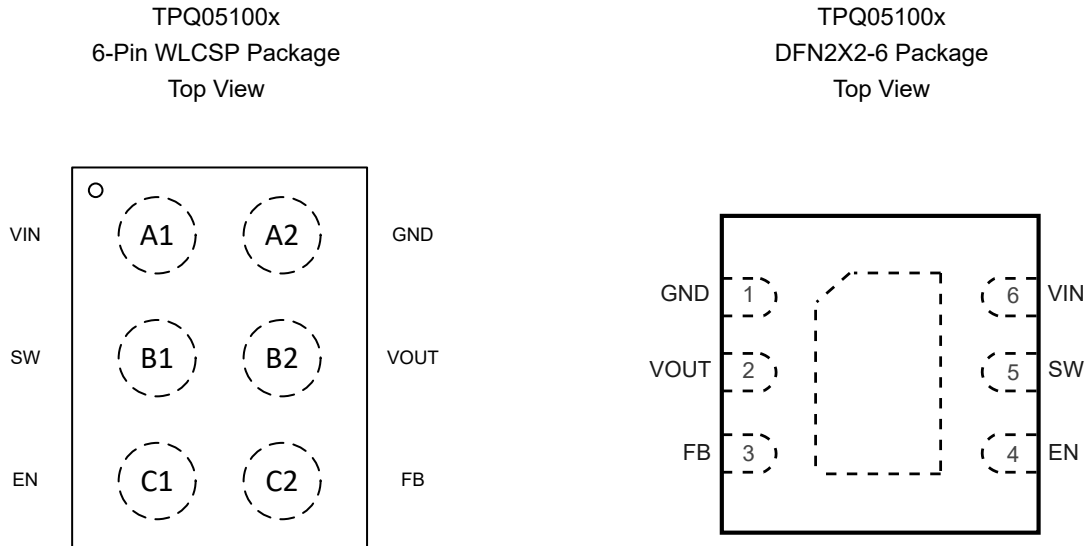 TPQ05100x
6-Pin WLCSP Package
Top View
VIN A1 A2 GND
SW B1 B2 VOUT
EN C1 C2 FB
TPQ05100x
DFN2X2-6 Package
Top View
GND 1 6 VIN
VOUT 2 5 SW
FB 3 4 EN